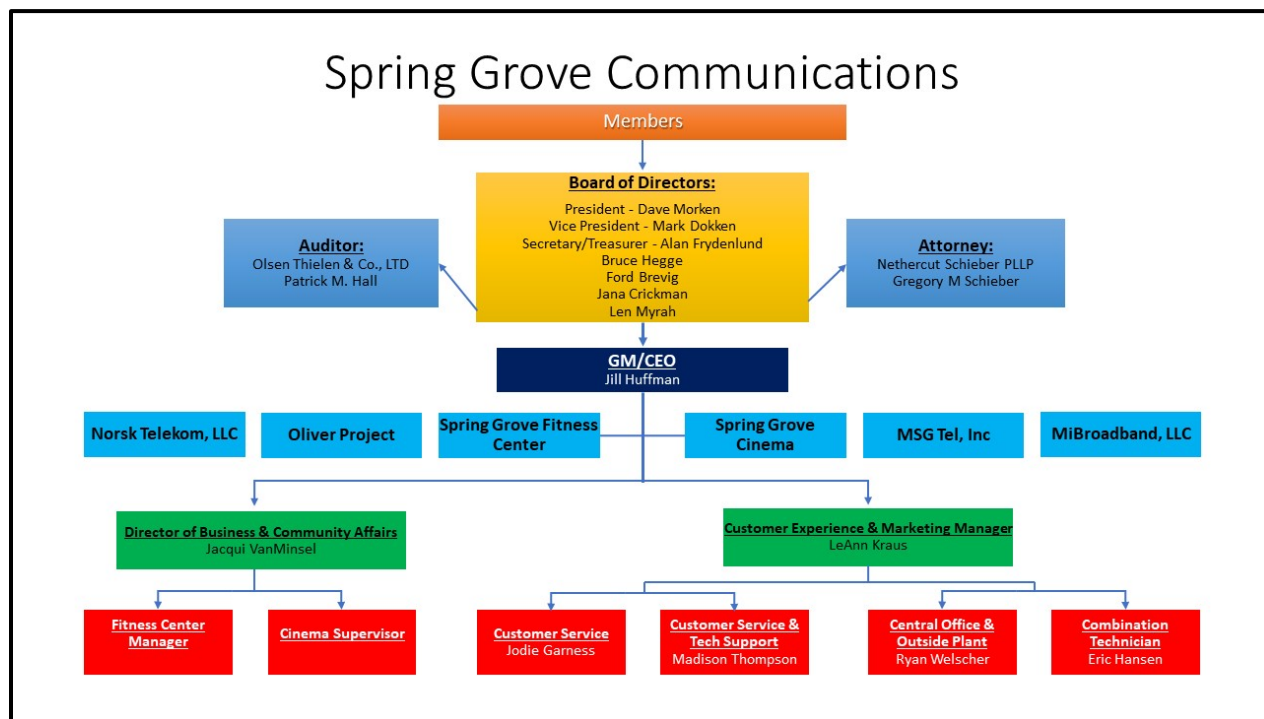 Spring Grove Communications
Members
Board of Directors:
President - Dave Morken
Vice President - Mark Dokken
Secretary/Treasurer - Alan Frydenlund
Bruce Hegge
Ford Brevig
Jana Crickman
Len Myrah
Auditor:
Olsen Thielen & Co., LTD
Patrick M. Hall
Attorney:
Nethercut Schieber PLLP
Gregory M Schieber
GM/CEO
Jill Huffman
Norsk Telekom, LLC
Oliver Project
Spring Grove Fitness
Center
Spring Grove
Cinema
MSG Tel, Inc
MiBroadband, LLC
Director of Business & Community Affairs
Jacqui VanMinsel
Customer Experience & Marketing Manager
LeAnn Kraus
Fitness Center
Manager
Cinema Supervisor
Customer Service
Jodie Garness
Customer Service &
Tech Support
Madison Thompson
Central Office &
Outside Plant
Ryan Welscher
Combination
Technician
Eric Hansen